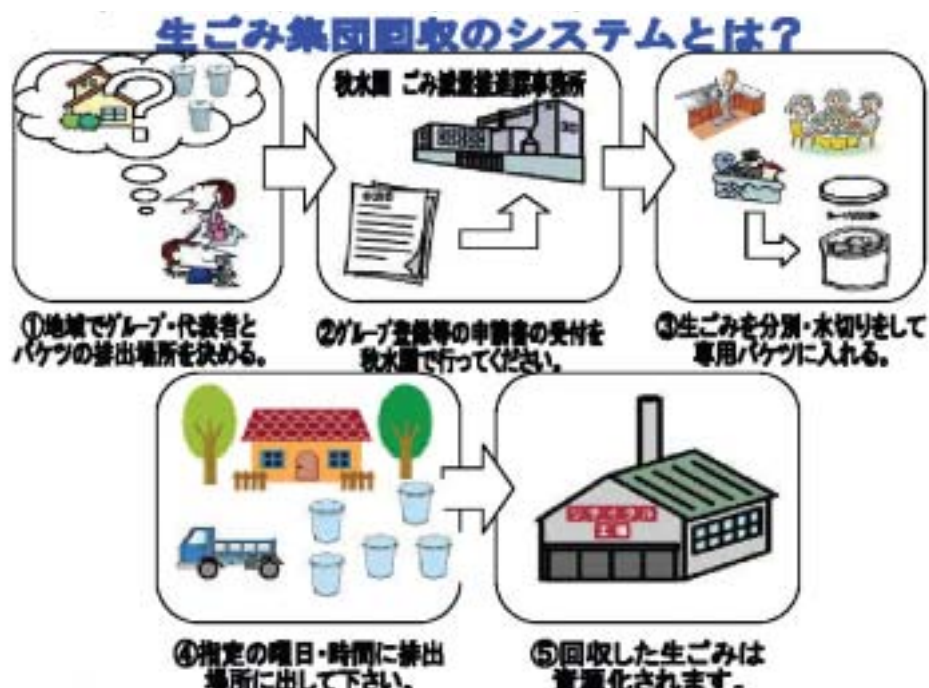 生ごみ集団回収のシステムとは?
秋水園 ごみ減量推進課事務所
①地域でグループ・代表者と
バケツの排出場所を決める。
②グループ登録等の申請書の受付を
秋水園で行ってください。
③生ごみを分別・水切りをして
専用バケツに入れる。
リサイクル
工場
④指定の曜日・時間に排出
場所に出して下さい。
⑤回収した生ごみは
資源化されます。